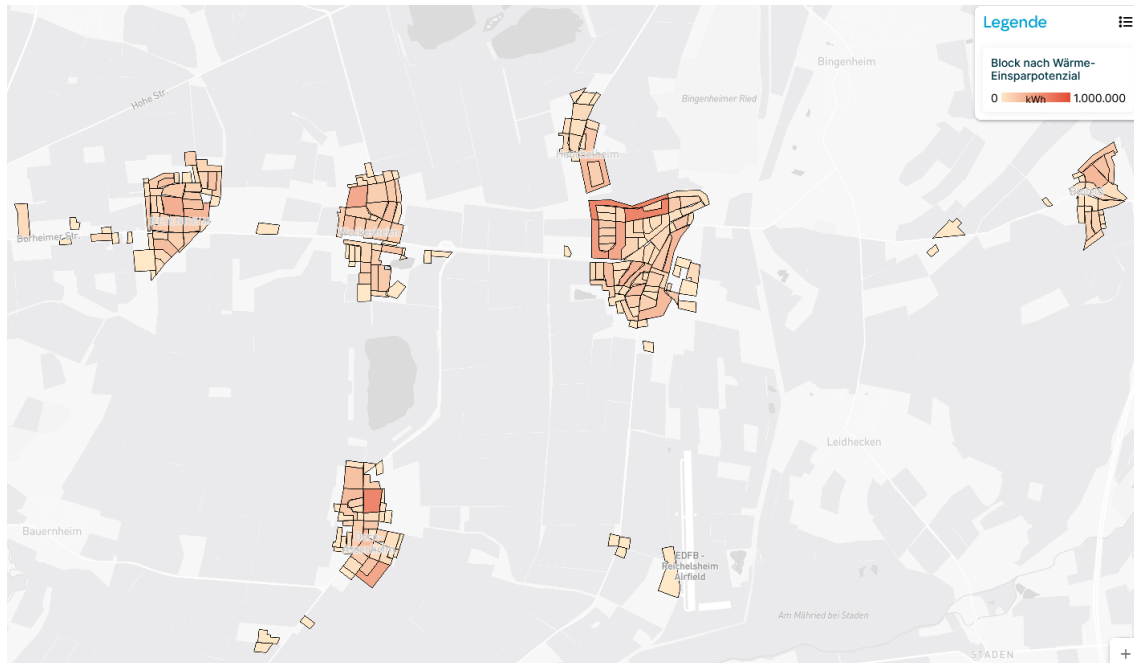 Legende
Block nach Wärme-
Einsparpotenzial
0 kWh 1.000.000
Bingenheim
Hohe Str.
Bingenheimer Ried
Dorheimer Str.
Leidhecken
Bauernheim
EDFB -
Reichelsheim
Airfield
Am Mähried bei Staden
STADEN
+